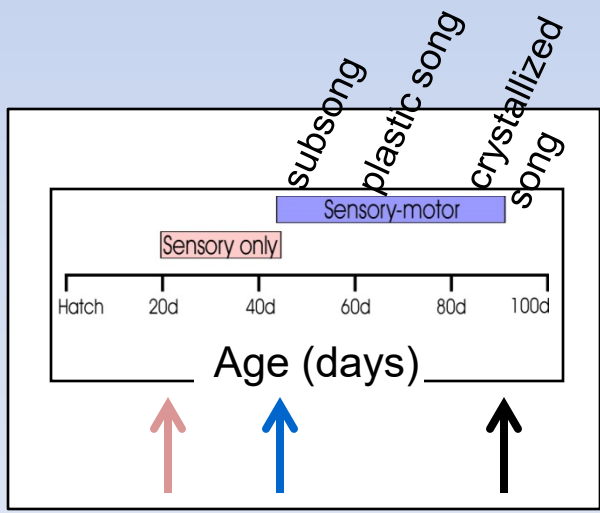 subsong
plastic song
crystallized
song
Sensory-motor
Sensory only
Hatch 20d 40d 60d 80d 100d
Age (days)